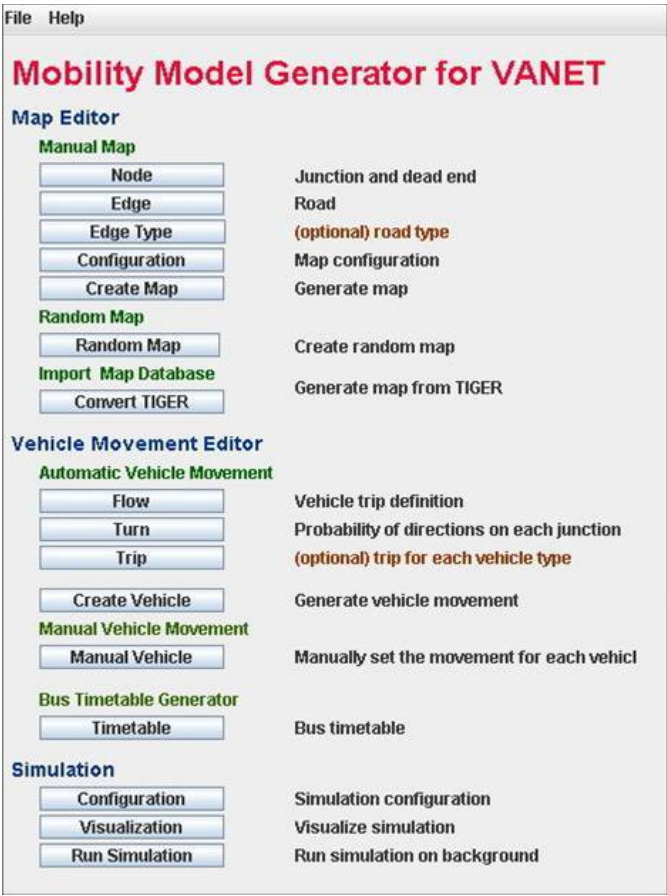 File Help
Mobility Model Generator for VANET
Map Editor
Manual Map
Node Junction and dead end
Edge Road
Edge Type (optional) road type
Configuration Map configuration
Create Map Generate map
Random Map
Random Map Create random map
Import Map Database
Convert TIGER Generate map from TIGER
Vehicle Movement Editor
Automatic Vehicle Movement
Flow Vehicle trip definition
Turn Probability of directions on each junction
Trip (optional) trip for each vehicle type
Create Vehicle Generate vehicle movement
Manual Vehicle Movement
Manual Vehicle Manually set the movement for each vehicl
Bus Timetable Generator
Timetable Bus timetable
Simulation
Configuration Simulation configuration
Visualization Visualize simulation
Run Simulation Run simulation on background